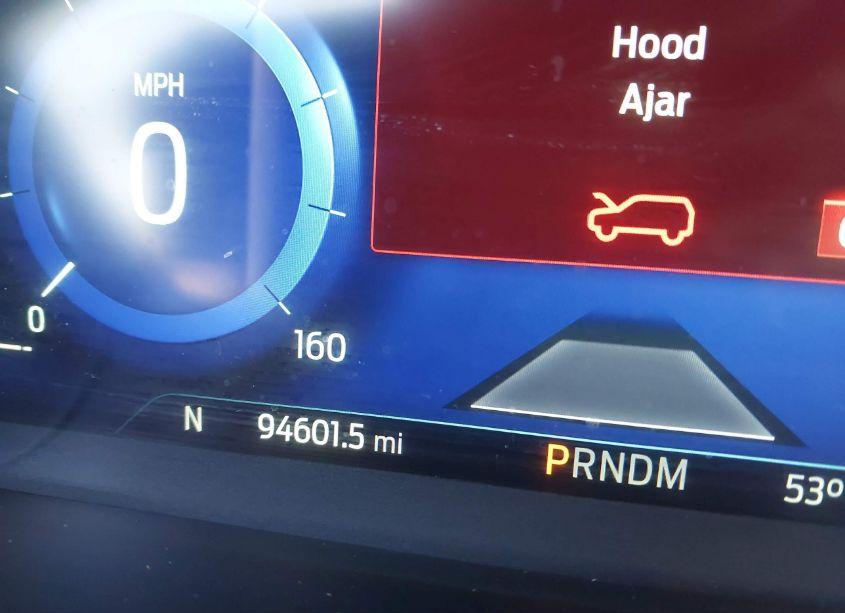 Hood
Ajar
MPH
0
0
160
N
94601.5 mi
PRNDM
53°